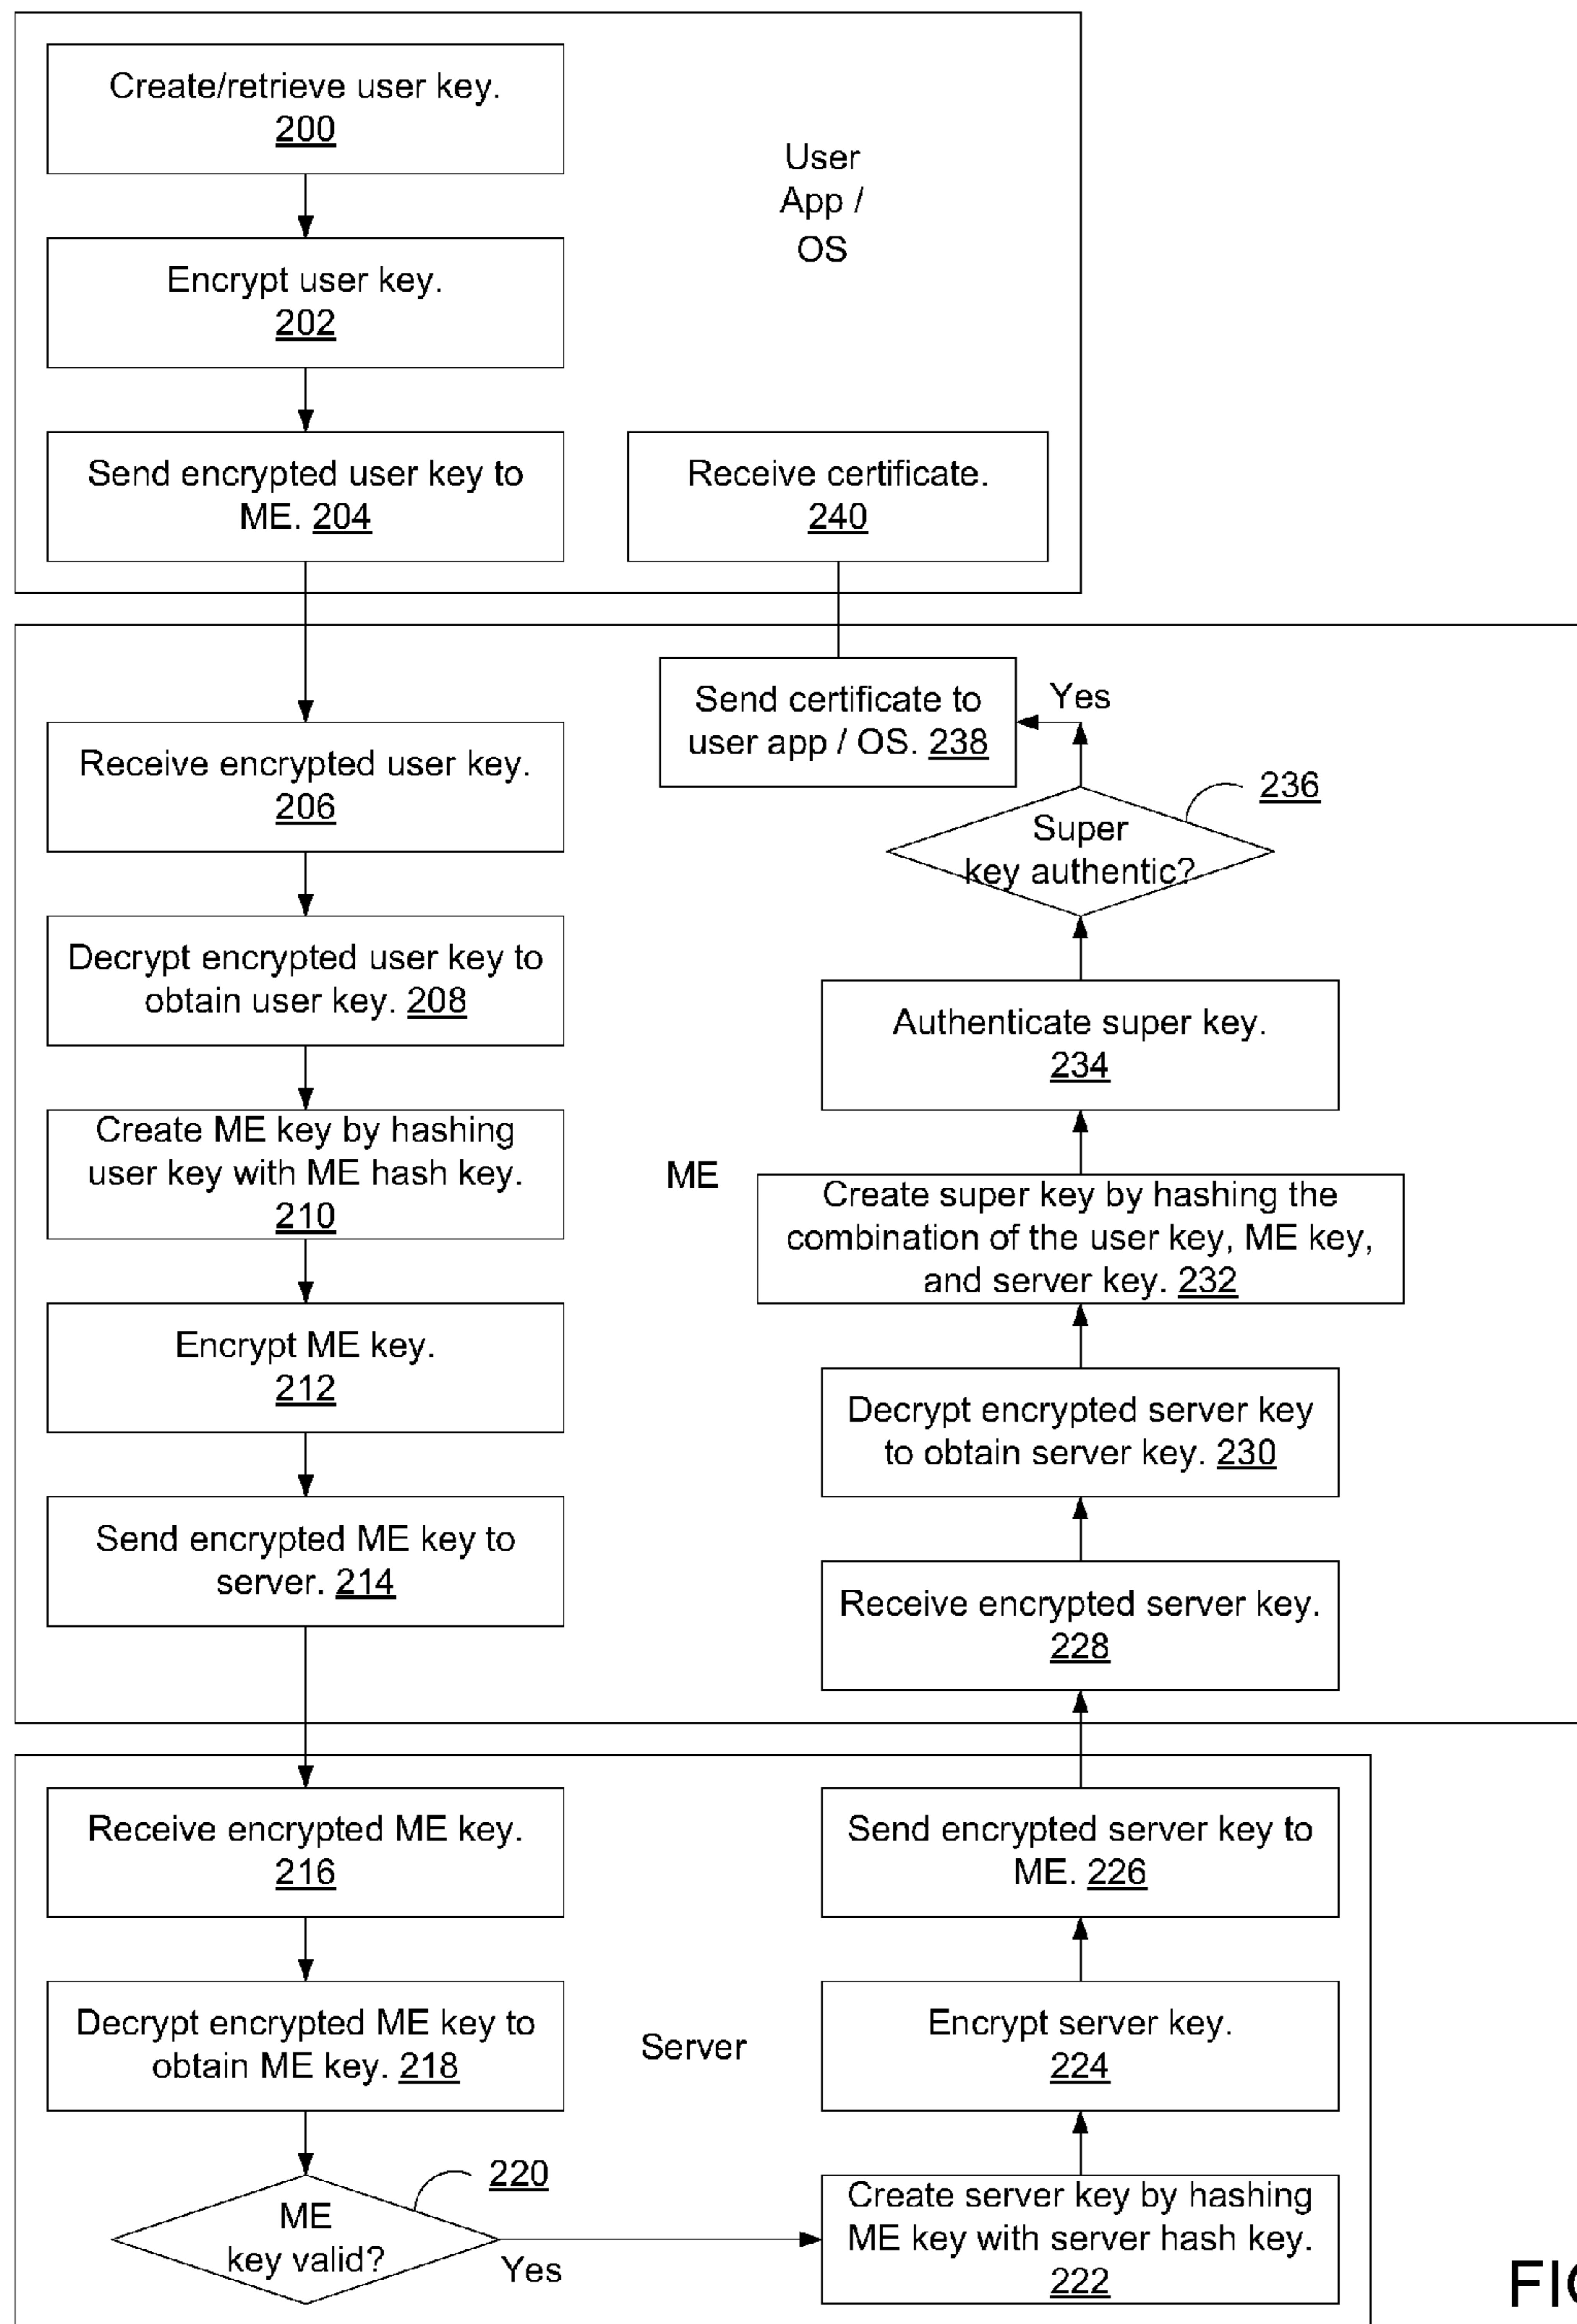 Create/retrieve user key.
200
User
App /
OS
Encrypt user key.
202
Send encrypted user key to
ME. 204
Receive certificate.
240
Send certificate to
user app / OS. 238
Yes
Receive encrypted user key.
206
236
Super
key authentic?
Decrypt encrypted user key to
obtain user key. 208
Authenticate super key.
234
Create ME key by hashing
user key with ME hash key.
210
ME
Create super key by hashing the
combination of the user key, ME key,
and server key. 232
Encrypt ME key.
212
Decrypt encrypted server key
to obtain server key. 230
Send encrypted ME key to
server. 214
Receive encrypted server key.
228
Receive encrypted ME key.
216
Send encrypted server key to
ME. 226
Decrypt encrypted ME key to
obtain ME key. 218
Server
Encrypt server key.
224
220
ME
key valid?
Yes
Create server key by hashing
ME key with server hash key.
222